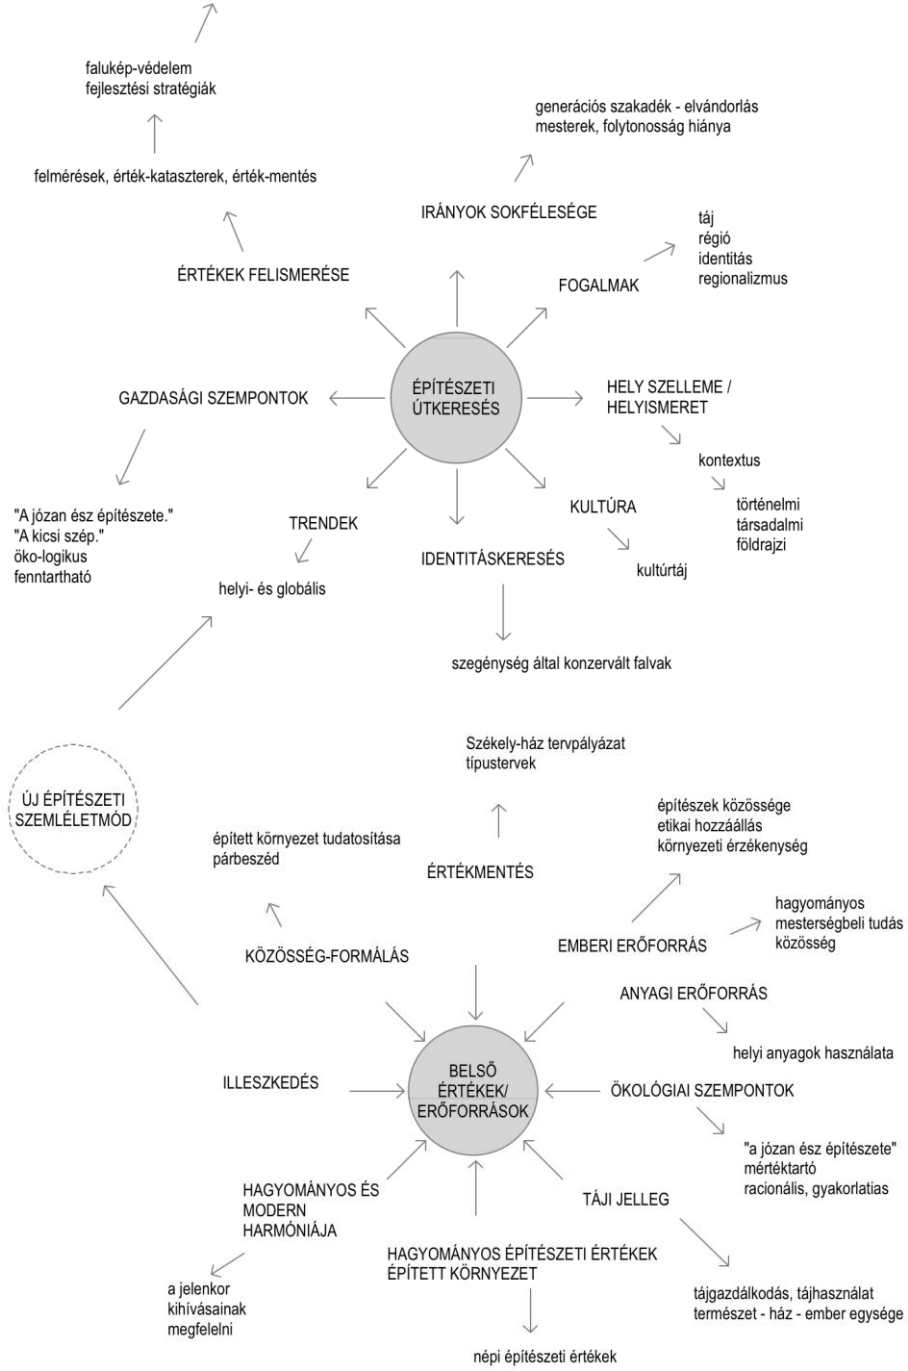 falukép-védelem
fejlesztési stratégiák
generációs szakadék - elvándorlás
mesterek, folytonosság hiánya
felmérések, érték-kataszterek, érték-mentés
IRÁNYOK SOKFÉLESÉGE
táj
régió
identitás
regionalizmus
ÉRTÉKEK FELISMERÉSE
FOGALMAK
ÉPÍTÉSZETI
ÚTKERESÉS
GAZDASÁGI SZEMPONTOK
HELY SZELLEME /
HELYISMERET
kontextus
történelmi
társadalmi
földrajzi
"A józan ész építészete."
"A kicsi szép."
öko-logikus
fenntartható
TRENDEK
KULTÚRA
IDENTITÁSKERESÉS
kultúrtáj
helyi- és globális
szegénység által konzervált falvak
Székely-ház tervpályázat
típustervek
ÚJ ÉPÍTÉSZETI
SZEMLÉLETMÓD
épített környezet tudatosítása
párbeszéd
építészek közössége
etikai hozzáállás
környezeti érzékenység
ÉRTÉKMENTÉS
hagyományos
mesterségbeli tudás
közösség
KÖZÖSSÉG-FORMÁLÁS
EMBERI ERŐFORRÁS
ANYAGI ERŐFORRÁS
helyi anyagok használata
ILLESZKEDÉS
BELSŐ
ÉRTÉKEK/
ERŐFORRÁSOK
ÖKOLÓGIAI SZEMPONTOK
"a józan ész építészete"
mértéktartó
racionális, gyakorlatias
HAGYOMÁNYOS ÉS
MODERN
HARMÓNIÁJA
TÁJI JELLEG
HAGYOMÁNYOS ÉPÍTÉSZETI ÉRTÉKEK
ÉPÍTETT KÖRNYEZET
a jelenkor
kihívásainak
megfelelni
tájgazdálkodás, tájhasználat
természet - ház - ember egysége
népi építészeti értékek